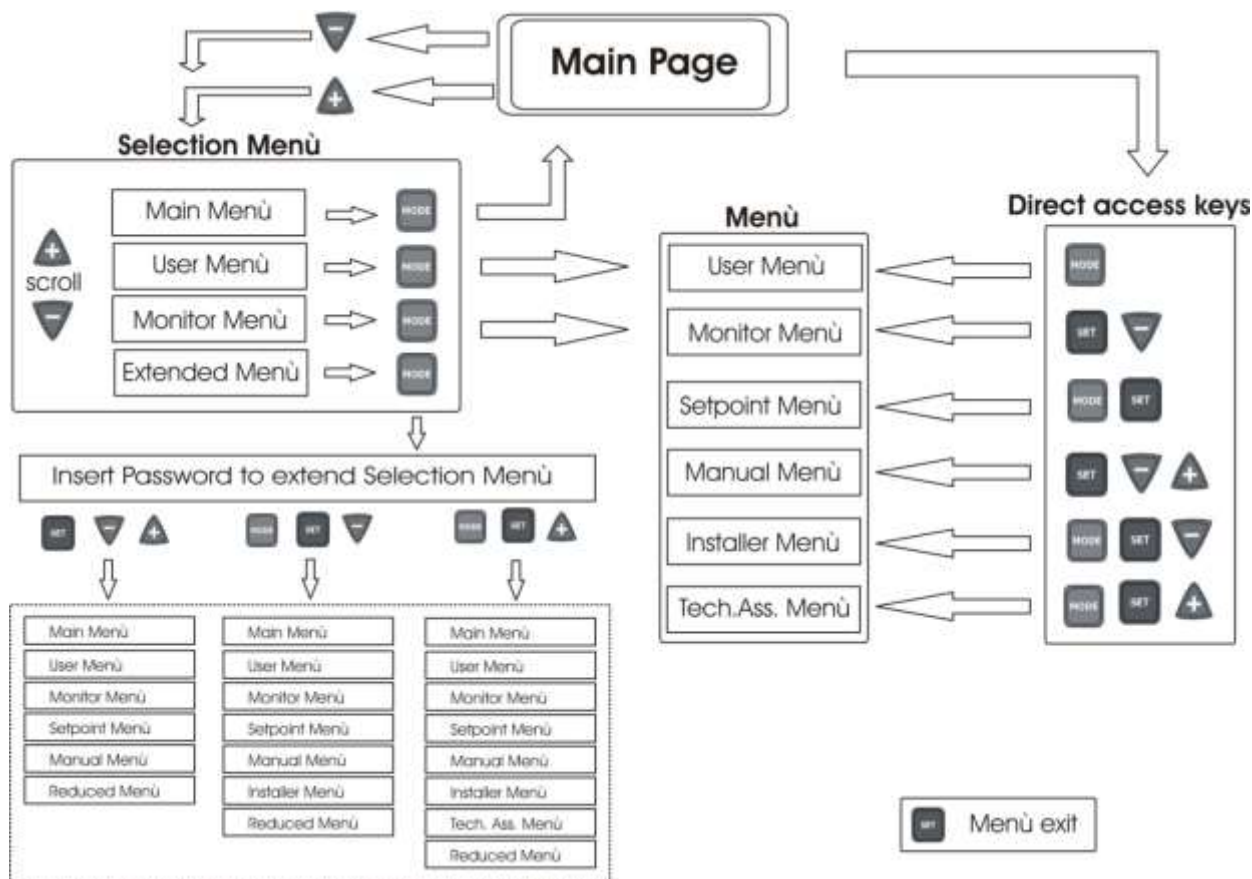 Main Page
−
+
Selection Menù
+
scroll
−
Main Menù
MODE
User Menù
MODE
Monitor Menù
MODE
Extended Menù
MODE
Insert Password to extend Selection Menù
SET − +
MODE SET −
MODE SET +
Main Menù
User Menù
Monitor Menù
Setpoint Menù
Manual Menù
Reduced Menù
Main Menù
User Menù
Monitor Menù
Setpoint Menù
Manual Menù
Installer Menù
Reduced Menù
Main Menù
User Menù
Monitor Menù
Setpoint Menù
Manual Menù
Installer Menù
Tech. Ass. Menù
Reduced Menù
Menù
User Menù
Monitor Menù
Setpoint Menù
Manual Menù
Installer Menù
Tech.Ass. Menù
Direct access keys
MODE
SET −
MODE SET
SET − +
MODE SET −
MODE SET +
SET Menù exit